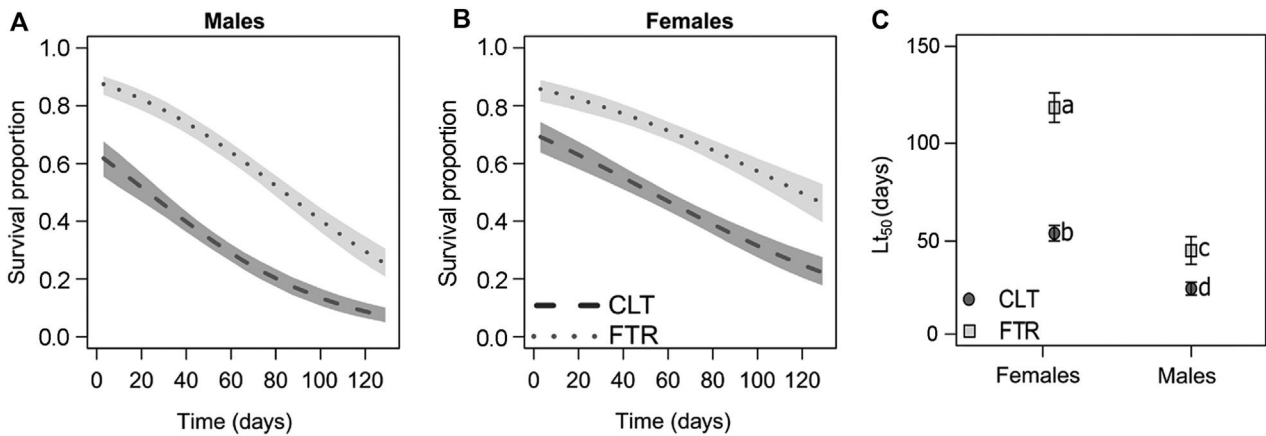 A
Males
Survival proportion
1.0
0.8
0.6
0.4
0.2
0.0
0 20 40 60 80 100 120
Time (days)
B
Females
Survival proportion
1.0
0.8
0.6
0.4
0.2
0.0
CLT
FTR
0 20 40 60 80 100 120
Time (days)
C
Lt50(days)
150
100
50
0
a
b
c
d
CLT
FTR
Females Males